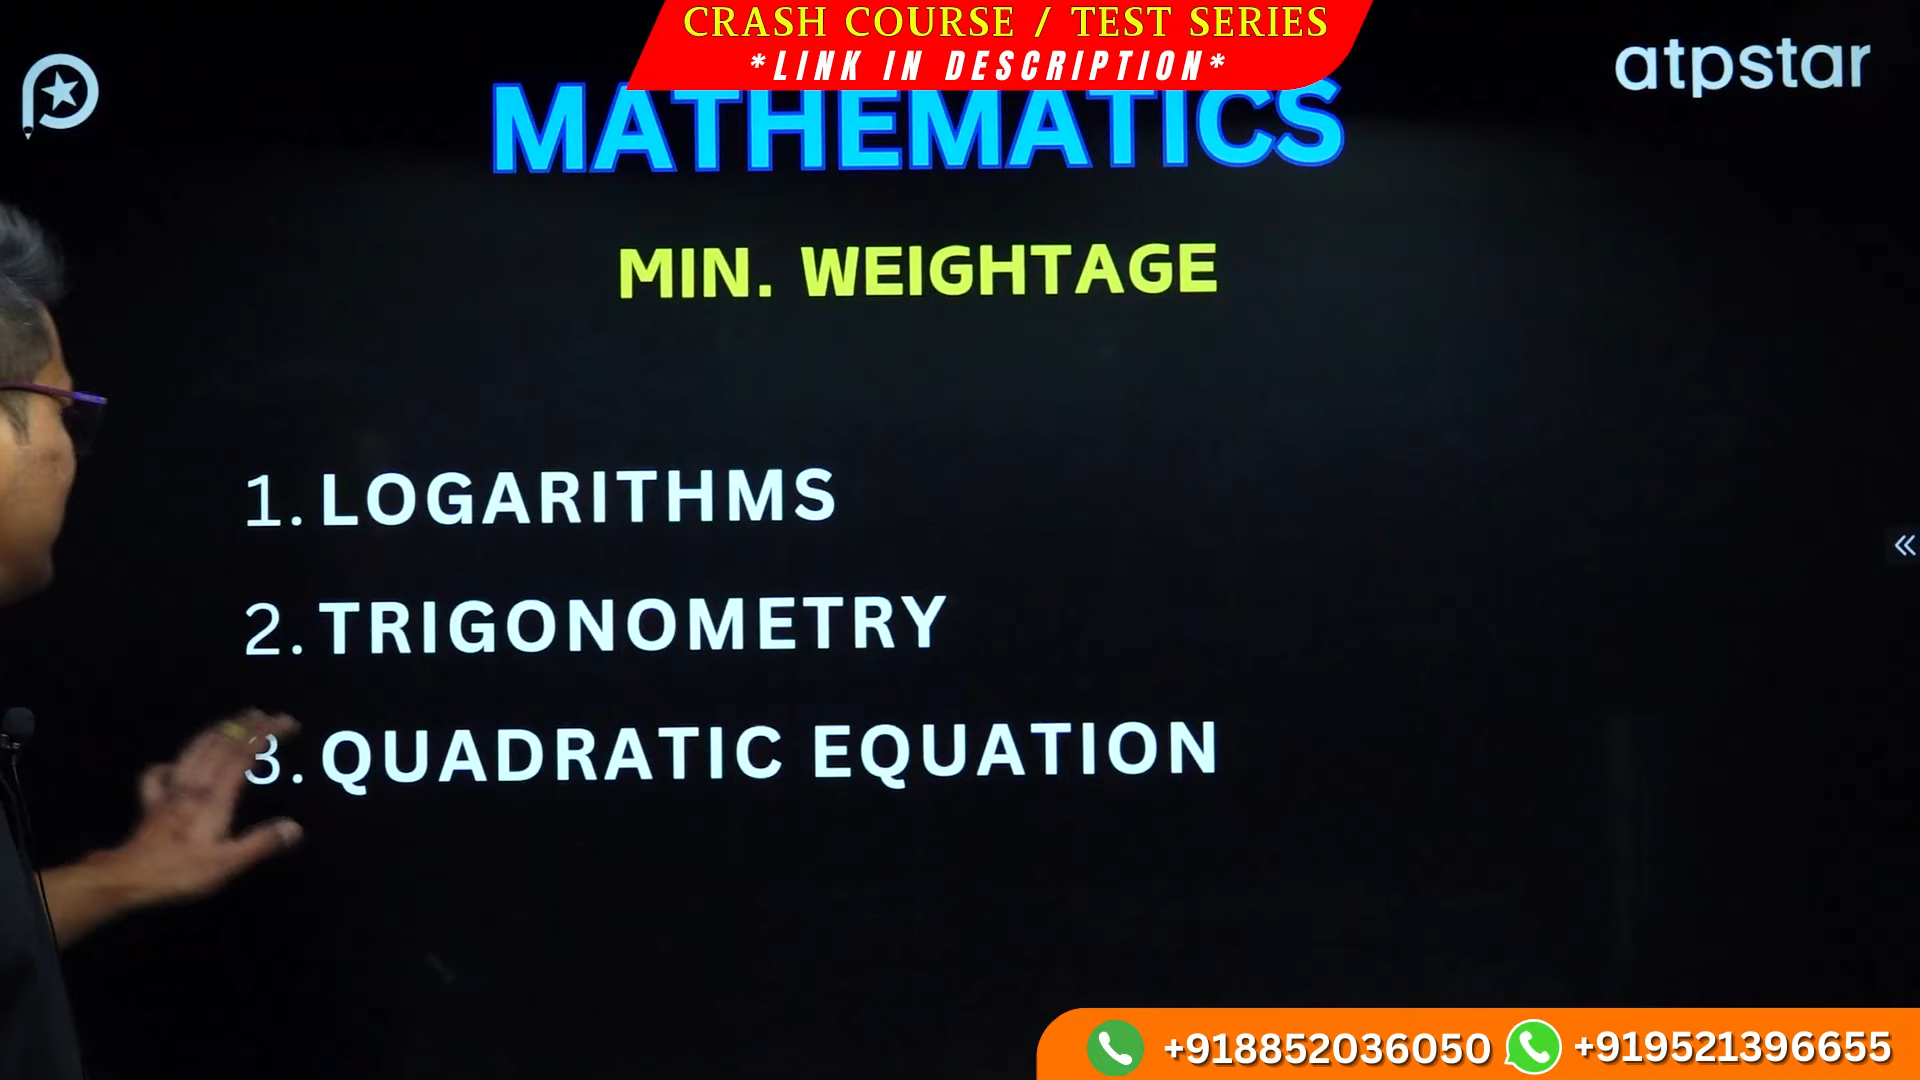 CRASH COURSE / TEST SERIES
*LINK IN DESCRIPTION*
atpstar
MATHEMATICS
MIN. WEIGHTAGE
1. LOGARITHMS
2. TRIGONOMETRY
3. QUADRATIC EQUATION
+918852036050
+919521396655